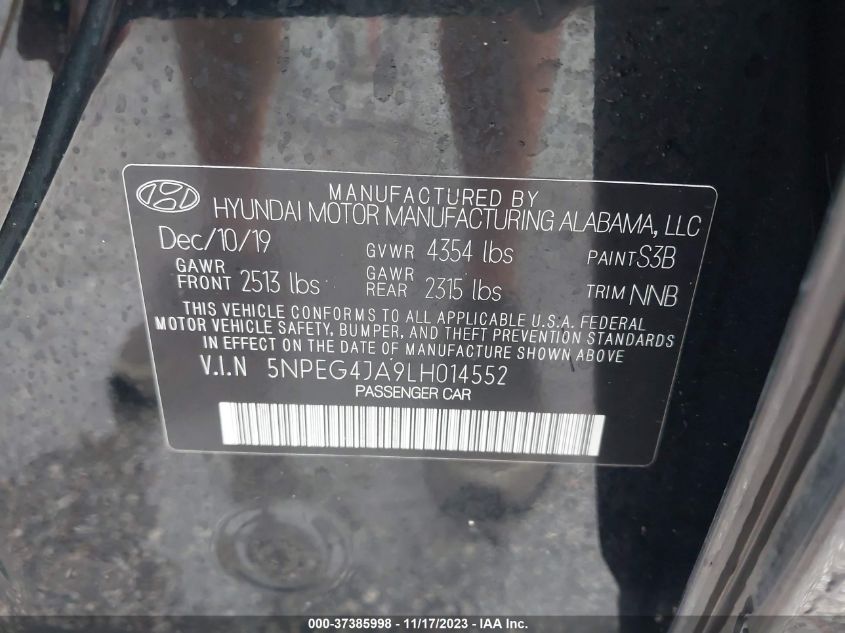 MANUFACTURED BY
HYUNDAI MOTOR MANUFACTURING ALABAMA, LLC
Dec/10/19 GVWR 4354 lbs PAINT S3B
GAWR FRONT 2513 lbs GAWR REAR 2315 lbs TRIM NNB
THIS VEHICLE CONFORMS TO ALL APPLICABLE U.S.A. FEDERAL
MOTOR VEHICLE SAFETY, BUMPER, AND THEFT PREVENTION STANDARDS
IN EFFECT ON THE DATE OF MANUFACTURE SHOWN ABOVE.
V.I.N 5NPEG4JA9LH014552
PASSENGER CAR
000-37385998 - 11/17/2023 - IAA Inc.